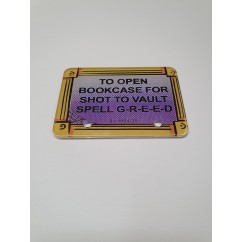 TO OPEN
BOOKCASE FOR
SHOT TO VAULT
SPELL G-R-E-E-D